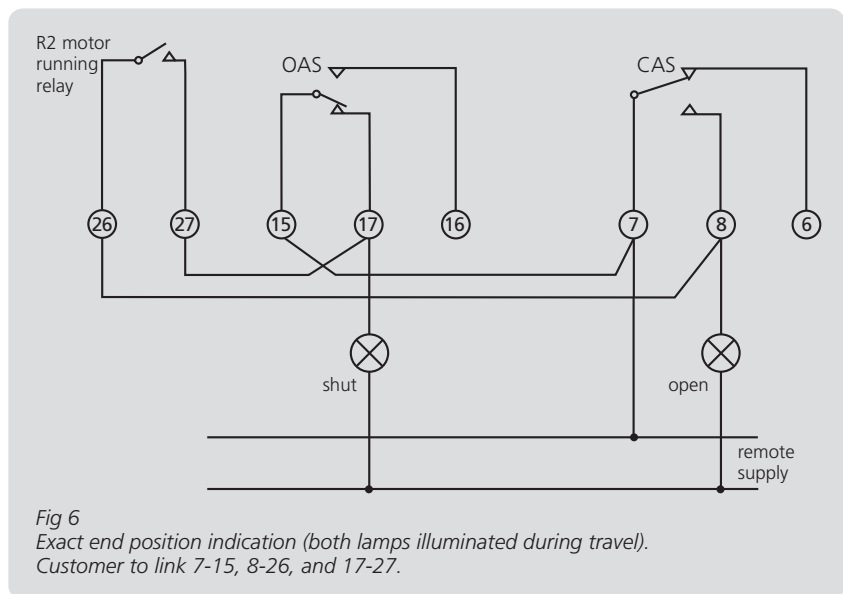 R2 motor
running
relay
OAS
CAS
26
27
15
17
16
7
8
6
shut
open
remote
supply
Fig 6
Exact end position indication (both lamps illuminated during travel).
Customer to link 7-15, 8-26, and 17-27.